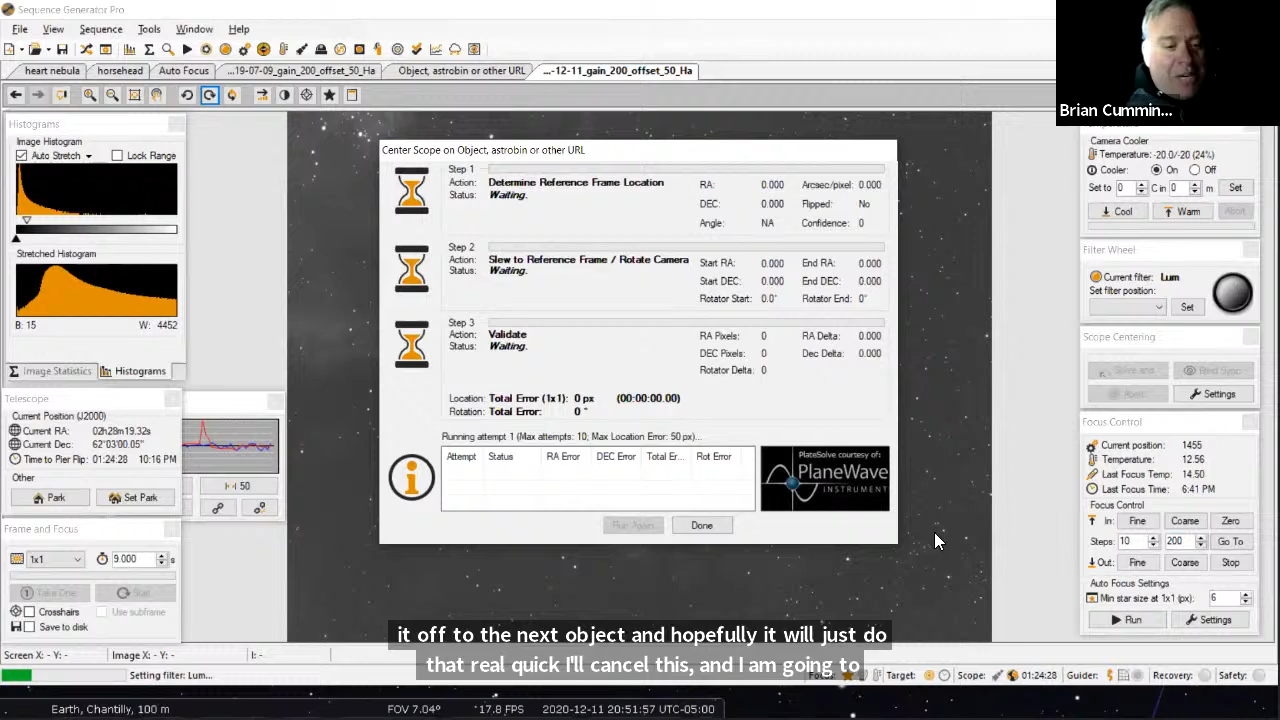 Sequence Generator Pro
File View Sequence Tools Window Help
heart nebula horsehead Auto Focus ...19-07-09_gain_200_offset_50_Ha Object, astrobin or other URL ...-12-11_gain_200_offset_50_Ha
Brian Cummin...
Histograms
Image Histogram
Auto Stretch Lock Range
Stretched Histogram
B: 15 W: 4452
Image Statistics Histograms
Telescope
Current Position (J2000)
Current RA: 02h28m19.32s
Current Dec: 62°03'00.05"
Time to Pier Flip: 01:24:28 10:16 PM
Other
Park Set Park
50
Frame and Focus
1x1 9.000 s
Take One Start
Crosshairs Use subframe
Save to disk
Center Scope on Object, astrobin or other URL
Step 1
Action: Determine Reference Frame Location
Status: Waiting.
RA: 0.000 Arcsec/pixel: 0.000
DEC: 0.000 Flipped: No
Angle: NA Confidence: 0
Step 2
Action: Slew to Reference Frame / Rotate Camera
Status: Waiting.
Start RA: 0.000 End RA: 0.000
Start DEC: 0.000 End DEC: 0.000
Rotator Start: 0.0° Rotator End: 0°
Step 3
Action: Validate
Status: Waiting.
RA Pixels: 0 RA Delta: 0.000
DEC Pixels: 0 Dec Delta: 0.000
Rotator Delta: 0
Location: Total Error (1x1): 0 px (00:00:00.00)
Rotation: Total Error: 0 °
Running attempt 1 (Max attempts: 10; Max Location Error: 50 px)...
Attempt Status RA Error DEC Error Total Er... Rot Error
PlateSolve courtesy of:
PlaneWave
INSTRUMENT
Run Again Done
Camera Cooler
Temperature: -20.0/-20 (24%)
Cooler: On Off
Set to 0 C in 0 m Set
Cool Warm Abort
Filter Wheel
Current filter: Lum
Set filter position:
Set
Scope Centering
Solve and Blind Sync
Settings
Focus Control
Current position: 1455
Temperature: 12.56
Last Focus Temp: 14.50
Last Focus Time: 6:41 PM
Focus Control
In: Fine Coarse Zero
Steps: 10 200 Go To
Out: Fine Coarse Stop
Auto Focus Settings
Min star size at 1x1 (px): 6
Run Settings
it off to the next object and hopefully it will just do
that real quick I'll cancel this, and I am going to
Screen X: - Y: - Image X: - Y: - I: -
Setting filter: Lum... Target: Scope: 01:24:28 Guider: Recovery: Safety:
Earth, Chantilly, 100 m FOV 7.04° 17.8 FPS 2020-12-11 20:51:57 UTC-05:00